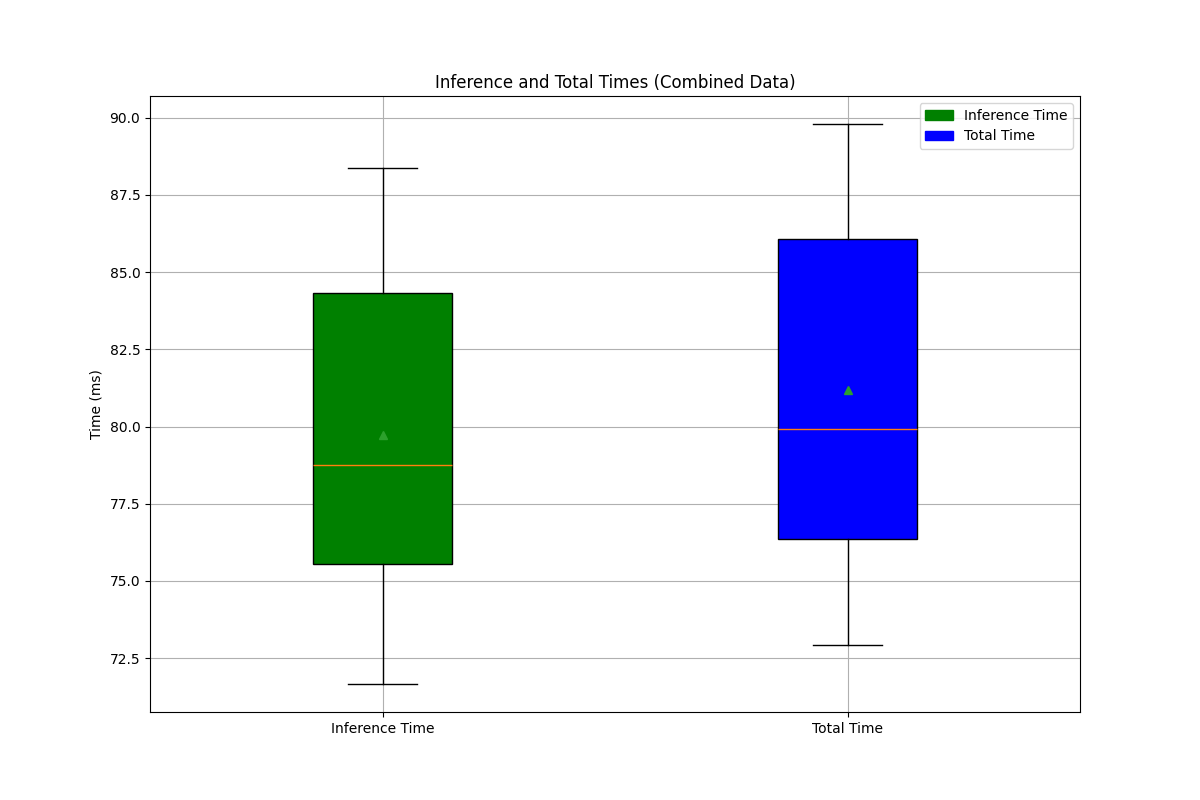 Inference and Total Times (Combined Data)
Inference Time
Total Time
Time (ms)
90.0
87.5
85.0
82.5
80.0
77.5
75.0
72.5
Inference Time
Total Time